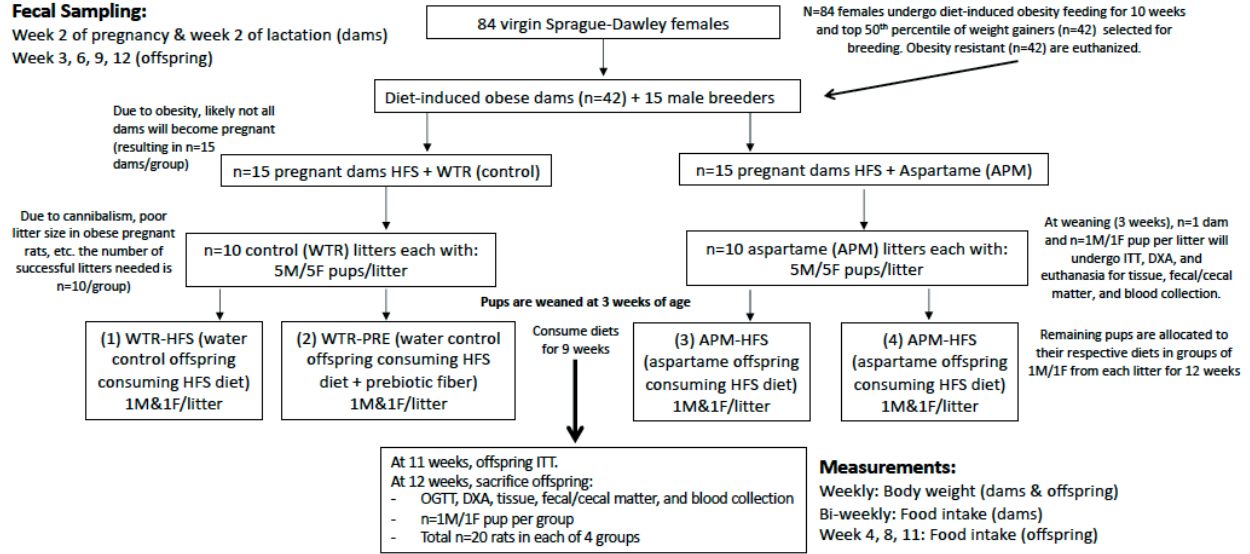 Fecal Sampling:
Week 2 of pregnancy & week 2 of lactation (dams)
Week 3, 6, 9, 12 (offspring)
84 virgin Sprague-Dawley females
N=84 females undergo diet-induced obesity feeding for 10 weeks
and top 50th percentile of weight gainers (n=42) selected for
breeding. Obesity resistant (n=42) are euthanized.
Diet-induced obese dams (n=42) + 15 male breeders
Due to obesity, likely not all
dams will become pregnant
(resulting in n=15
dams/group)
n=15 pregnant dams HFS + WTR (control)
n=15 pregnant dams HFS + Aspartame (APM)
Due to cannibalism, poor
litter size in obese pregnant
rats, etc. the number of
successful litters needed is
n=10/group)
n=10 control (WTR) litters each with:
5M/5F pups/litter
n=10 aspartame (APM) litters each with:
5M/5F pups/litter
At weaning (3 weeks), n=1 dam
and n=1M/1F pup per litter will
undergo ITT, DXA, and
euthanasia for tissue, fecal/cecal
matter, and blood collection.
Pups are weaned at 3 weeks of age
(1) WTR-HFS (water
control offspring
consuming HFS diet)
1M&1F/litter
(2) WTR-PRE (water control
offspring consuming HFS
diet + prebiotic fiber)
1M&1F/litter
Consume diets
for 9 weeks
(3) APM-HFS
(aspartame offspring
consuming HFS diet)
1M&1F/litter
(4) APM-HFS
(aspartame offspring
consuming HFS diet)
1M&1F/litter
Remaining pups are allocated to
their respective diets in groups of
1M/1F from each litter for 12 weeks
At 11 weeks, offspring ITT.
At 12 weeks, sacrifice offspring:
- OGTT, DXA, tissue, fecal/cecal matter, and blood collection
- n=1M/1F pup per group
- Total n=20 rats in each of 4 groups
Measurements:
Weekly: Body weight (dams & offspring)
Bi-weekly: Food intake (dams)
Week 4, 8, 11: Food intake (offspring)